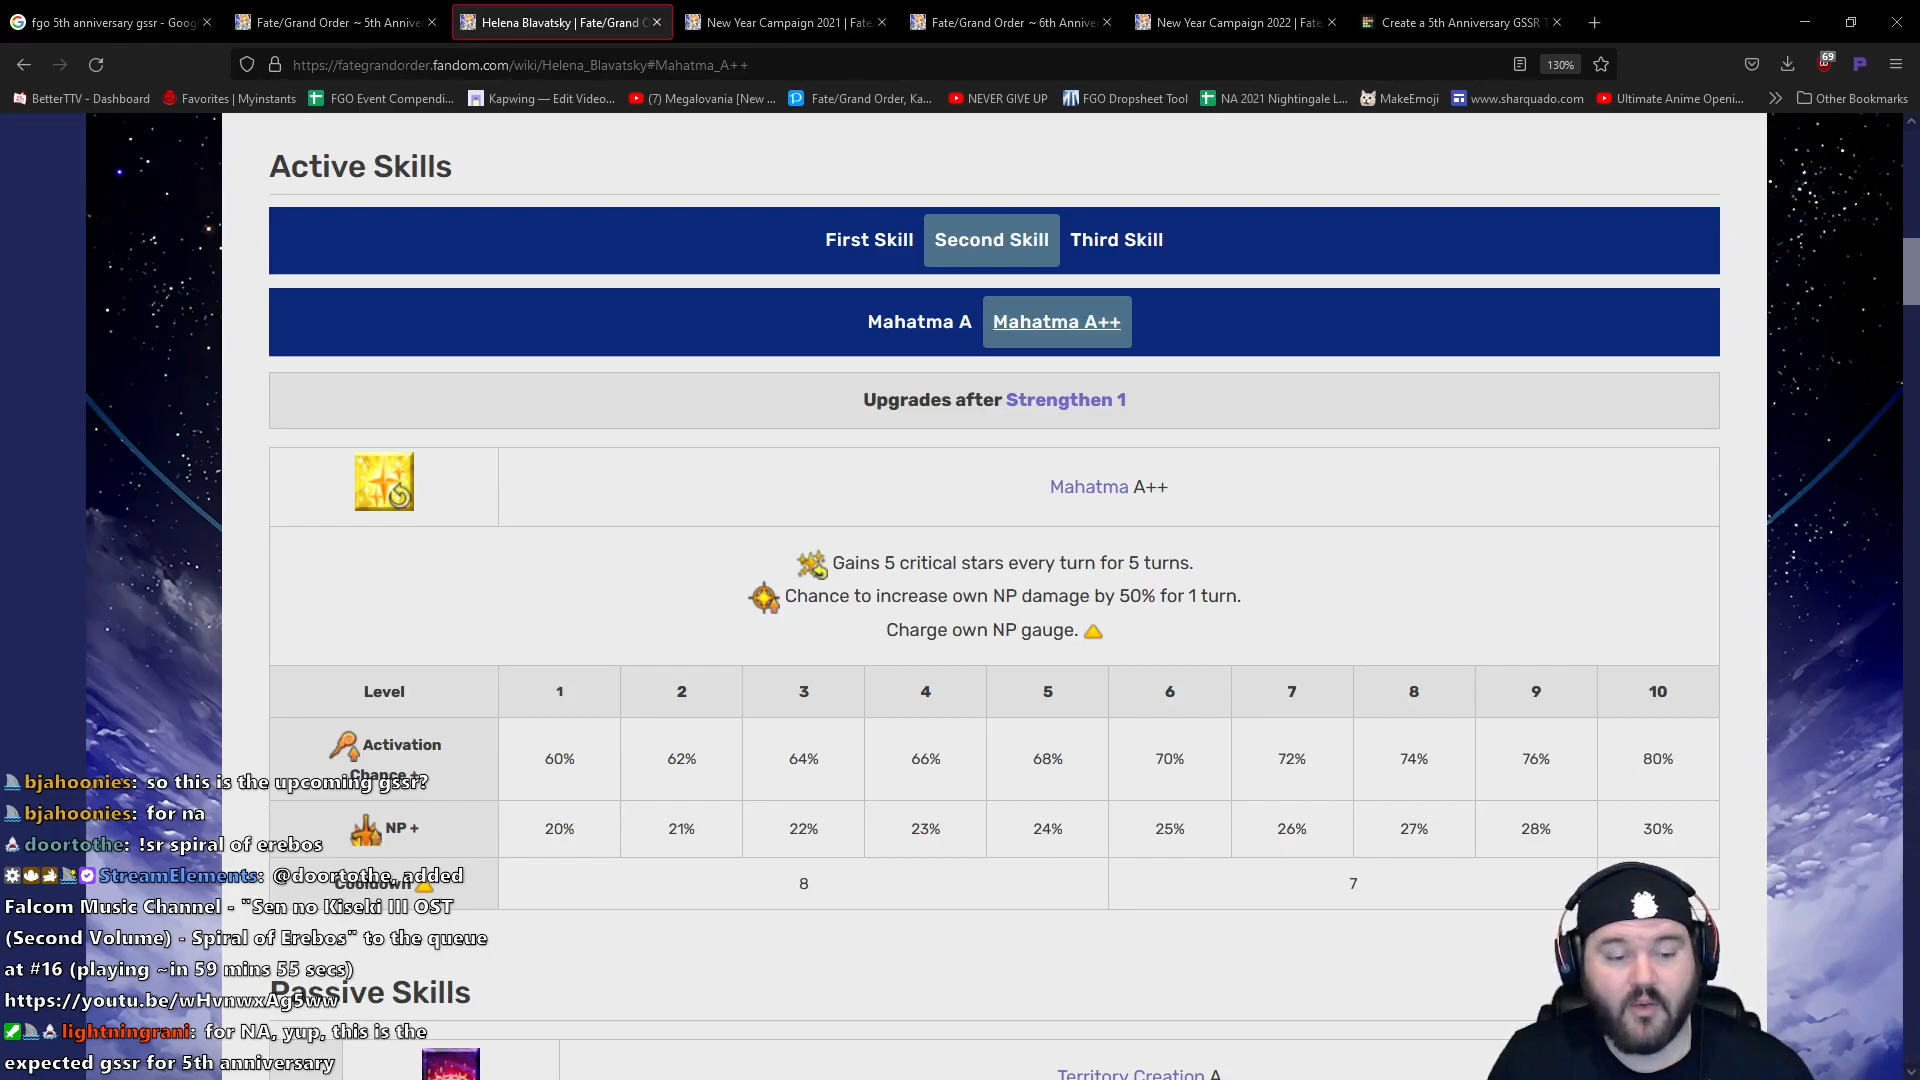 fgo 5th anniversary gssr - Goog
Fate/Grand Order ~ 5th Annive
Helena Blavatsky | Fate/Grand O
New Year Campaign 2021 | Fate
Fate/Grand Order ~ 6th Anniver
New Year Campaign 2022 | Fate
Create a 5th Anniversary GSSR T
https://fategrandorder.fandom.com/wiki/Helena_Blavatsky#Mahatma_A++
130%
69
BetterTTV - Dashboard
Favorites | Myinstants
FGO Event Compendi...
Kapwing — Edit Video...
(7) Megalovania [New ...
Fate/Grand Order, Ka...
NEVER GIVE UP
FGO Dropsheet Tool
NA 2021 Nightingale L...
MakeEmoji
www.sharquado.com
Ultimate Anime Openi...
Other Bookmarks
Active Skills
First Skill Second Skill Third Skill
Mahatma A Mahatma A++
Upgrades after Strengthen 1
Mahatma A++
Gains 5 critical stars every turn for 5 turns.
Chance to increase own NP damage by 50% for 1 turn.
Charge own NP gauge.
Level 1 2 3 4 5 6 7 8 9 10
Activation Chance + 60% 62% 64% 66% 68% 70% 72% 74% 76% 80%
NP + 20% 21% 22% 23% 24% 25% 26% 27% 28% 30%
Cooldown 8 7
Passive Skills
Territory Creation A
bjahoonies: so this is the upcoming gssr?
bjahoonies: for na
doortothe: !sr spiral of erebos
StreamElements: @doortothe, added
Falcom Music Channel - "Sen no Kiseki III OST
(Second Volume) - Spiral of Erebos" to the queue
at #16 (playing ~in 59 mins 55 secs)
https://youtu.be/wHvnwxAg5ww
lightningrani: for NA, yup, this is the
expected gssr for 5th anniversary